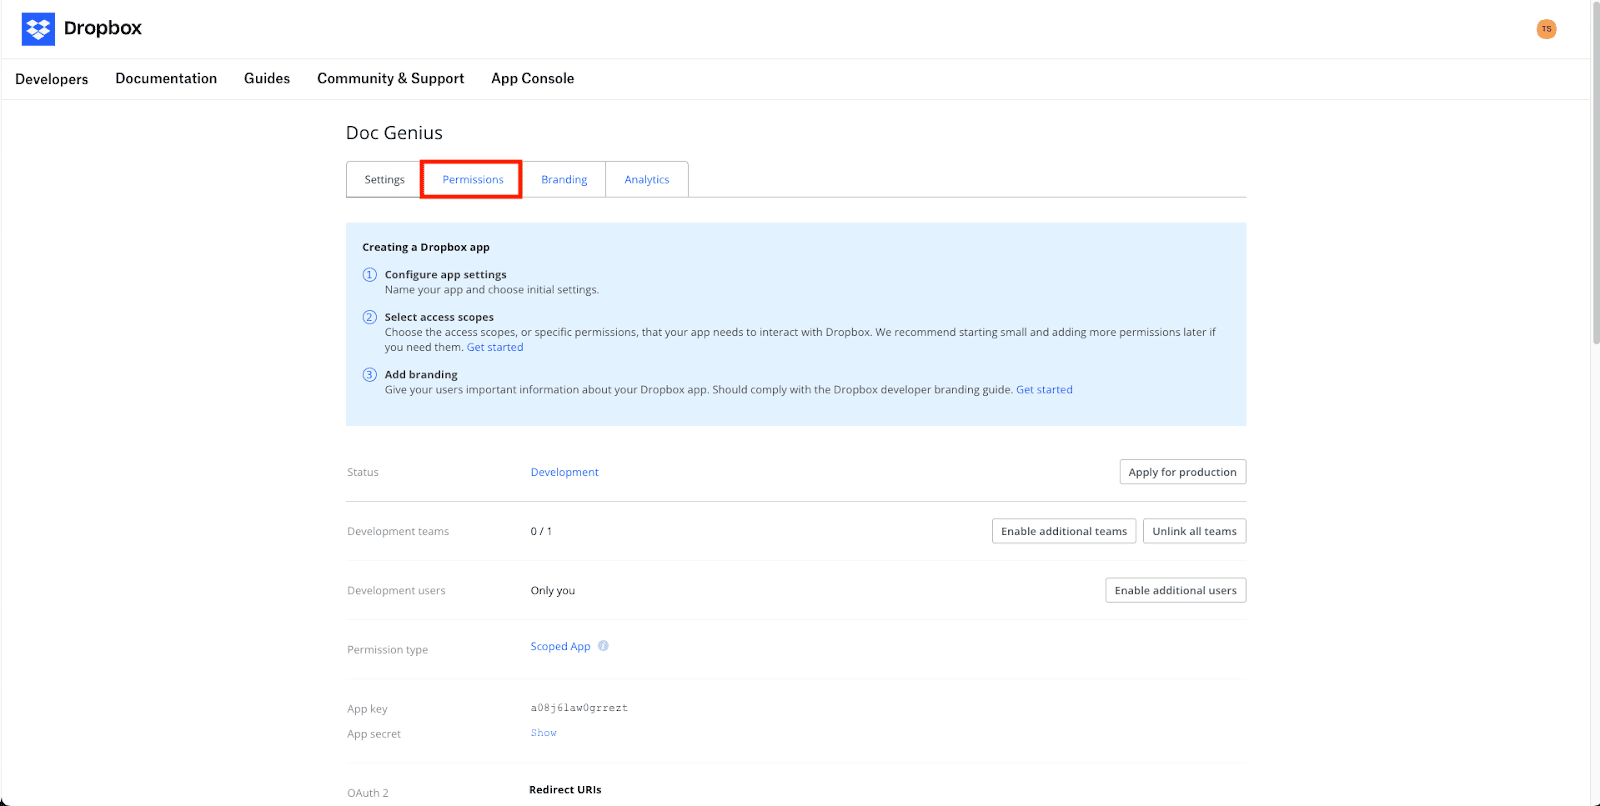 Dropbox
TS
Developers Documentation Guides Community & Support App Console
Doc Genius
Settings Permissions Branding Analytics
Creating a Dropbox app
1 Configure app settings
Name your app and choose initial settings.
2 Select access scopes
Choose the access scopes, or specific permissions, that your app needs to interact with Dropbox. We recommend starting small and adding more permissions later if
you need them. Get started
3 Add branding
Give your users important information about your Dropbox app. Should comply with the Dropbox developer branding guide. Get started
Status Development Apply for production
Development teams 0 / 1 Enable additional teams Unlink all teams
Development users Only you Enable additional users
Permission type Scoped App i
App key a08j6law0grrezt
App secret Show
OAuth 2 Redirect URIs